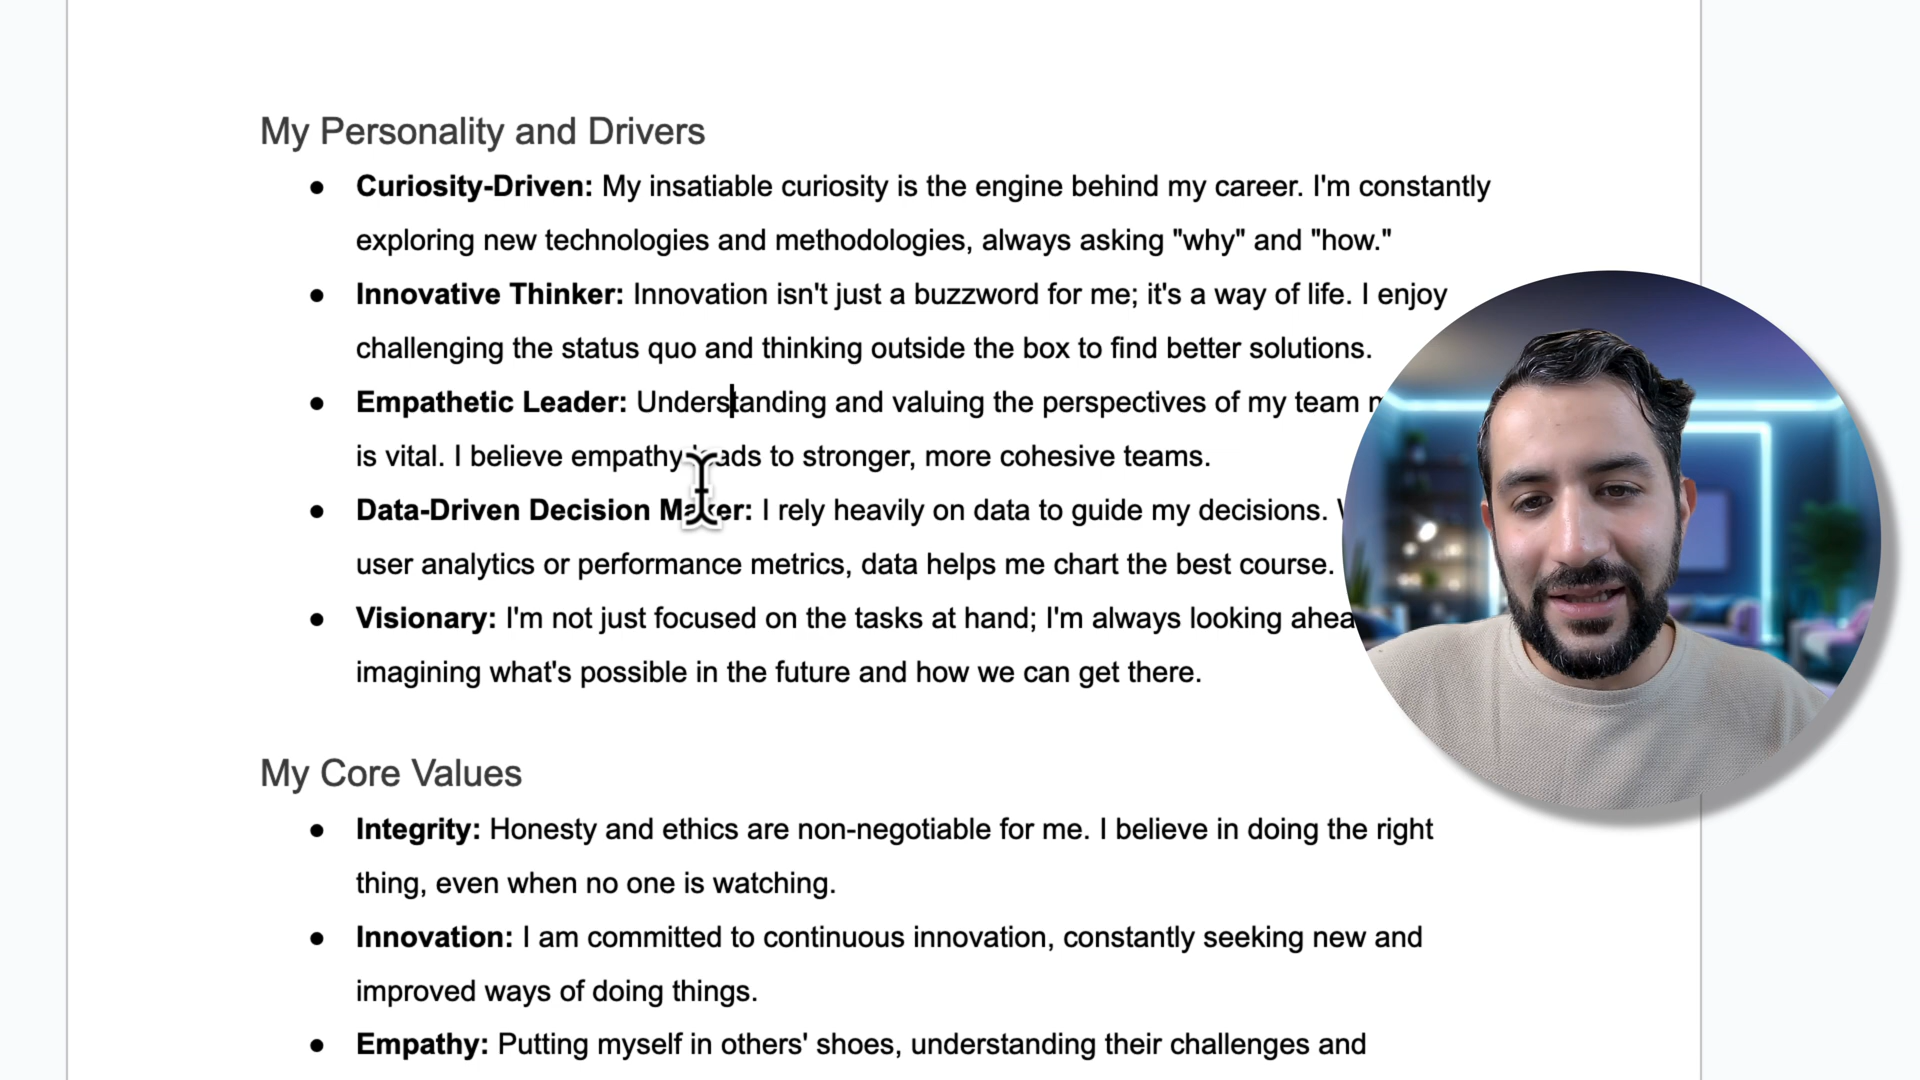 My Personality and Drivers
● Curiosity-Driven: My insatiable curiosity is the engine behind my career. I'm constantly
exploring new technologies and methodologies, always asking "why" and "how."
● Innovative Thinker: Innovation isn't just a buzzword for me; it's a way of life. I enjoy
challenging the status quo and thinking outside the box to find better solutions.
● Empathetic Leader: Understanding and valuing the perspectives of my team
is vital. I believe empathy leads to stronger, more cohesive teams.
● Data-Driven Decision Maker: I rely heavily on data to guide my decisions.
user analytics or performance metrics, data helps me chart the best course.
● Visionary: I'm not just focused on the tasks at hand; I'm always looking
imagining what's possible in the future and how we can get there.
My Core Values
● Integrity: Honesty and ethics are non-negotiable for me. I believe in doing the right
thing, even when no one is watching.
● Innovation: I am committed to continuous innovation, constantly seeking new and
improved ways of doing things.
● Empathy: Putting myself in others' shoes, understanding their challenges and